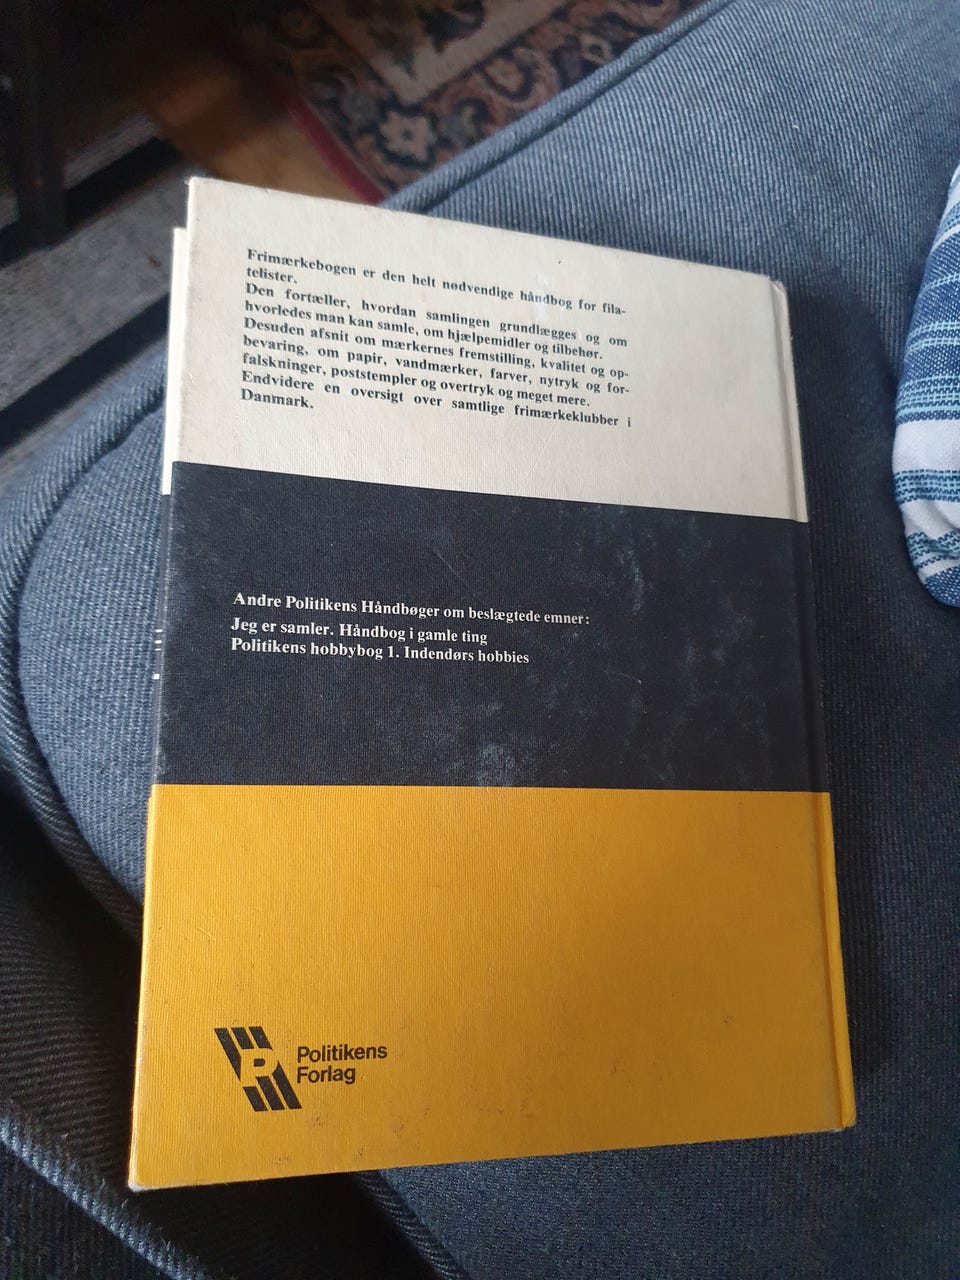 Frimærkebogen er den helt nødvendige håndbog for fila-
telister.
Den fortæller, hvordan samlingen grundlægges og om
hvorledes man kan samle, om hjælpemidler og tilbehør.
Desuden afsnit om mærkernes fremstilling, kvalitet og op-
bevaring, om papir, vandmærker, farver, nytryk og for-
falskninger, poststempler og overtryk og meget mere.
Endvidere en oversigt over samtlige frimærkeklubber i
Danmark.
Andre Politikens Håndbøger om beslægtede emner:
Jeg er samler. Håndbog i gamle ting
Politikens hobbybog 1. Indendørs hobbies
P
Politikens
Forlag